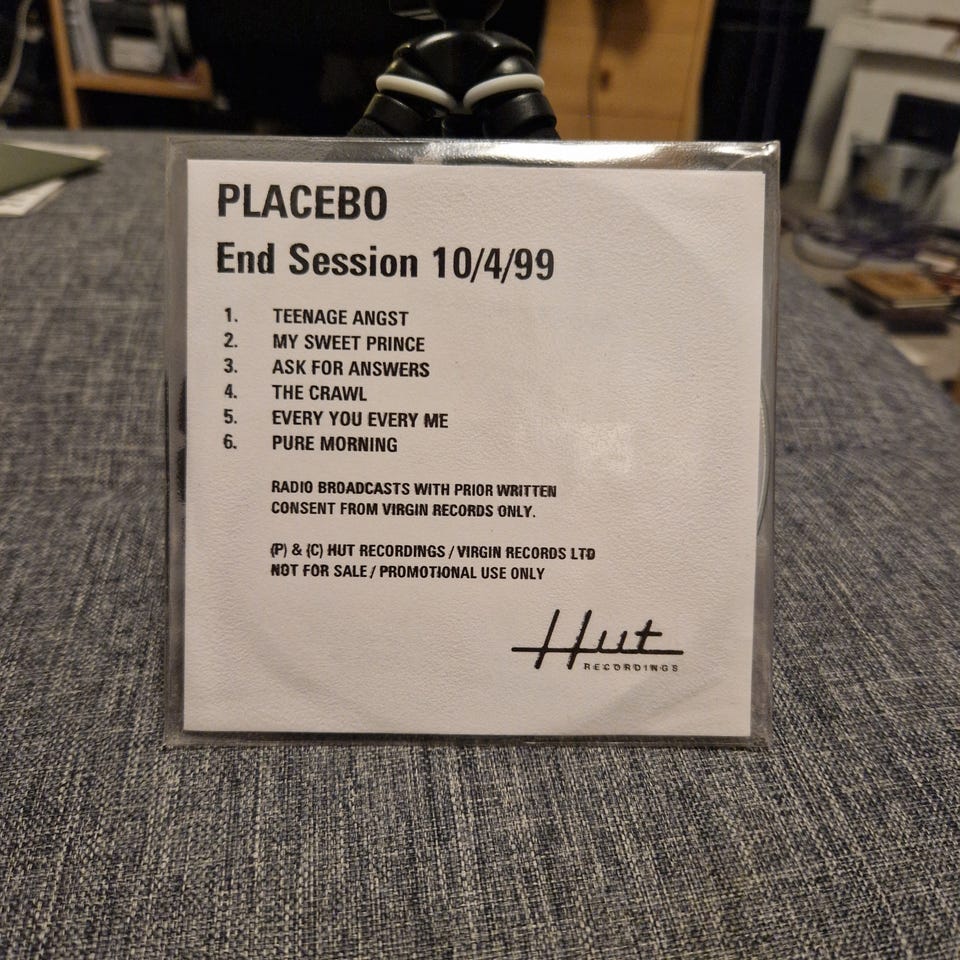 PLACEBO
End Session 10/4/99
1. TEENAGE ANGST
2. MY SWEET PRINCE
3. ASK FOR ANSWERS
4. THE CRAWL
5. EVERY YOU EVERY ME
6. PURE MORNING
RADIO BROADCASTS WITH PRIOR WRITTEN
CONSENT FROM VIRGIN RECORDS ONLY.
(P) & (C) HUT RECORDINGS / VIRGIN RECORDS LTD
NOT FOR SALE / PROMOTIONAL USE ONLY
Hut
RECORDINGS